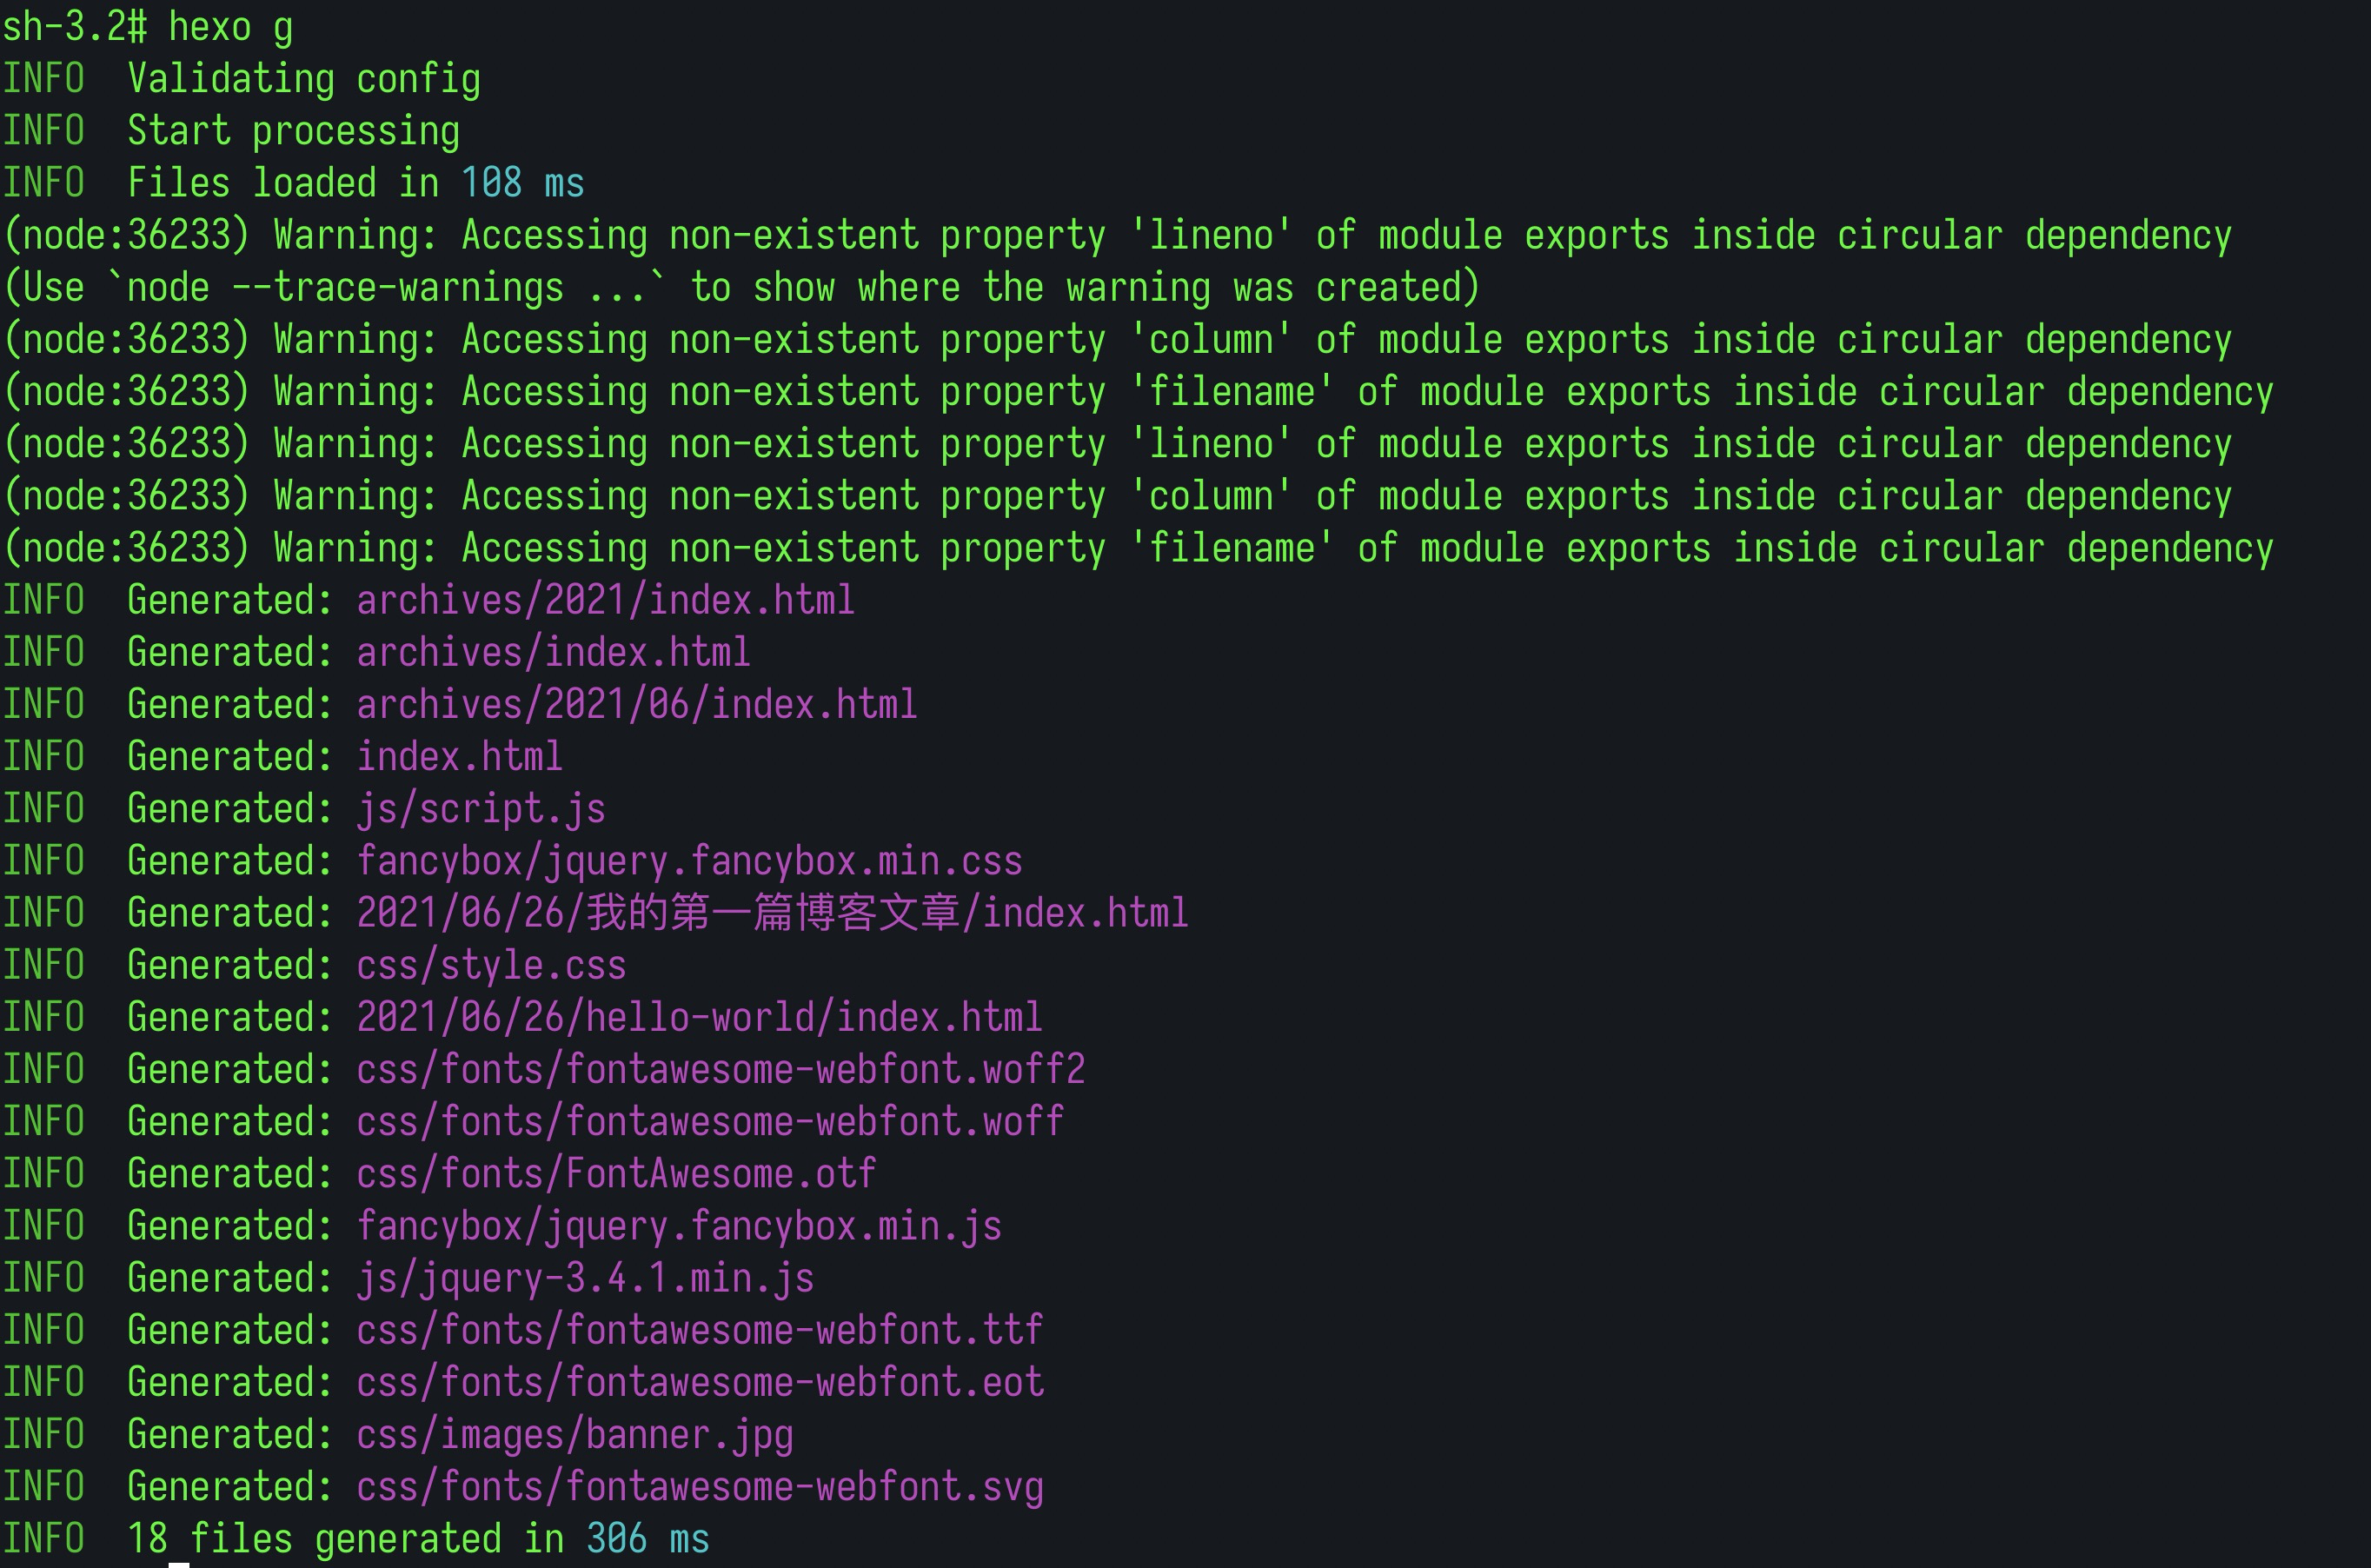 sh-3.2# hexo g
INFO  Validating config
INFO  Start processing
INFO  Files loaded in 108 ms
(node:36233) Warning: Accessing non-existent property 'lineno' of module exports inside circular dependency
(Use `node --trace-warnings ...` to show where the warning was created)
(node:36233) Warning: Accessing non-existent property 'column' of module exports inside circular dependency
(node:36233) Warning: Accessing non-existent property 'filename' of module exports inside circular dependency
(node:36233) Warning: Accessing non-existent property 'lineno' of module exports inside circular dependency
(node:36233) Warning: Accessing non-existent property 'column' of module exports inside circular dependency
(node:36233) Warning: Accessing non-existent property 'filename' of module exports inside circular dependency
INFO  Generated: archives/2021/index.html
INFO  Generated: archives/index.html
INFO  Generated: archives/2021/06/index.html
INFO  Generated: index.html
INFO  Generated: js/script.js
INFO  Generated: fancybox/jquery.fancybox.min.css
INFO  Generated: 2021/06/26/我的第一篇博客文章/index.html
INFO  Generated: css/style.css
INFO  Generated: 2021/06/26/hello-world/index.html
INFO  Generated: css/fonts/fontawesome-webfont.woff2
INFO  Generated: css/fonts/fontawesome-webfont.woff
INFO  Generated: css/fonts/FontAwesome.otf
INFO  Generated: fancybox/jquery.fancybox.min.js
INFO  Generated: js/jquery-3.4.1.min.js
INFO  Generated: css/fonts/fontawesome-webfont.ttf
INFO  Generated: css/fonts/fontawesome-webfont.eot
INFO  Generated: css/images/banner.jpg
INFO  Generated: css/fonts/fontawesome-webfont.svg
INFO  18 files generated in 306 ms